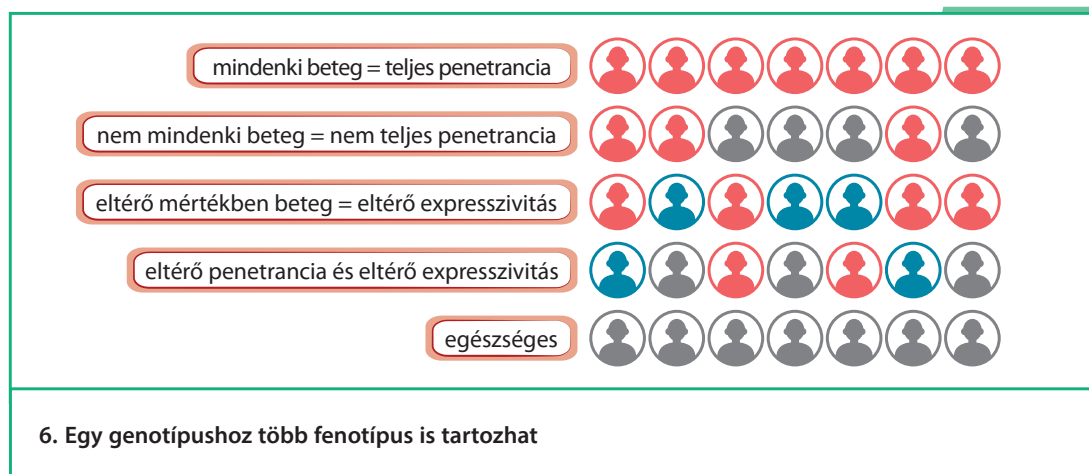 mindenki beteg = teljes penetrancia
nem mindenki beteg = nem teljes penetrancia
eltérő mértékben beteg = eltérő expresszivitás
eltérő penetrancia és eltérő expresszivitás
egészséges
6. Egy genotípushoz több fenotípus is tartozhat